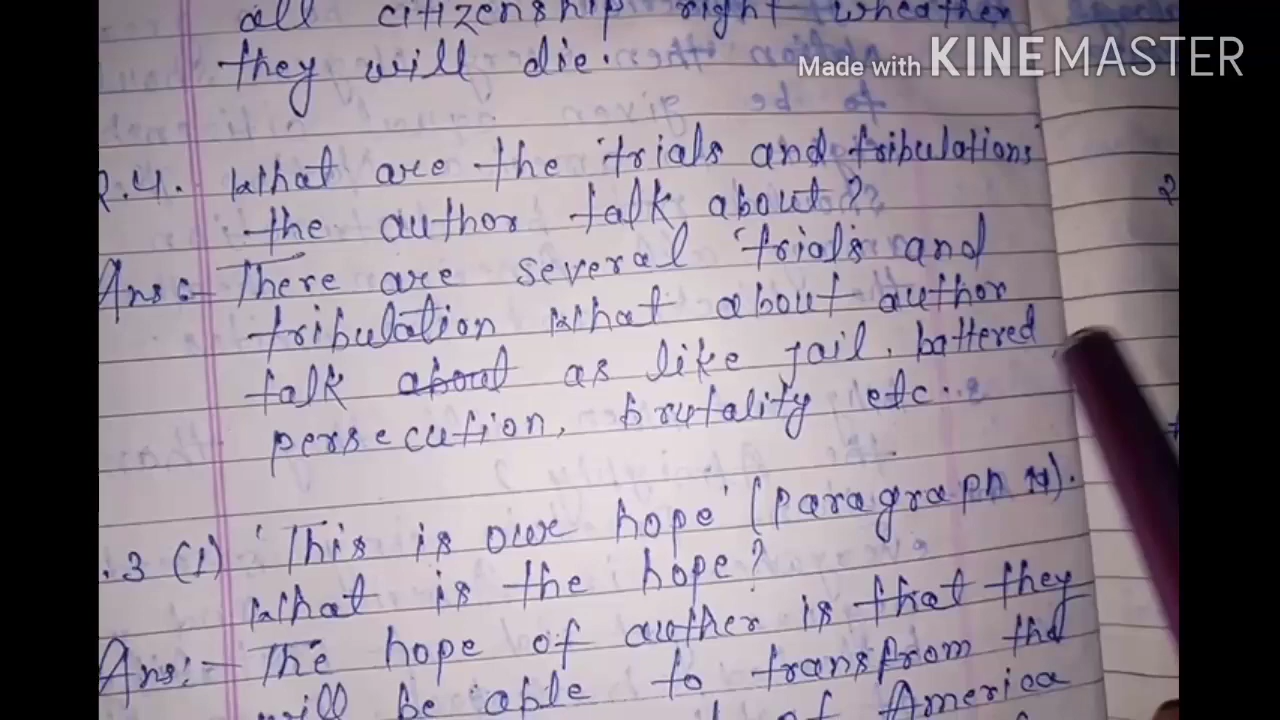 all citizenship right wheather
they will die.
Made with KINEMASTER
Q.4. What are the 'trials and tribulations'
the author talk about?
Ans:- There are several 'trials and
tribulation what about author
talk about as like jail, battered
persecution, brutality etc..
.3 (1) 'This is our hope' (Paragraph 14).
What is the hope?
Ans:- The hope of auther is that they
will be able to transfrom the
of America